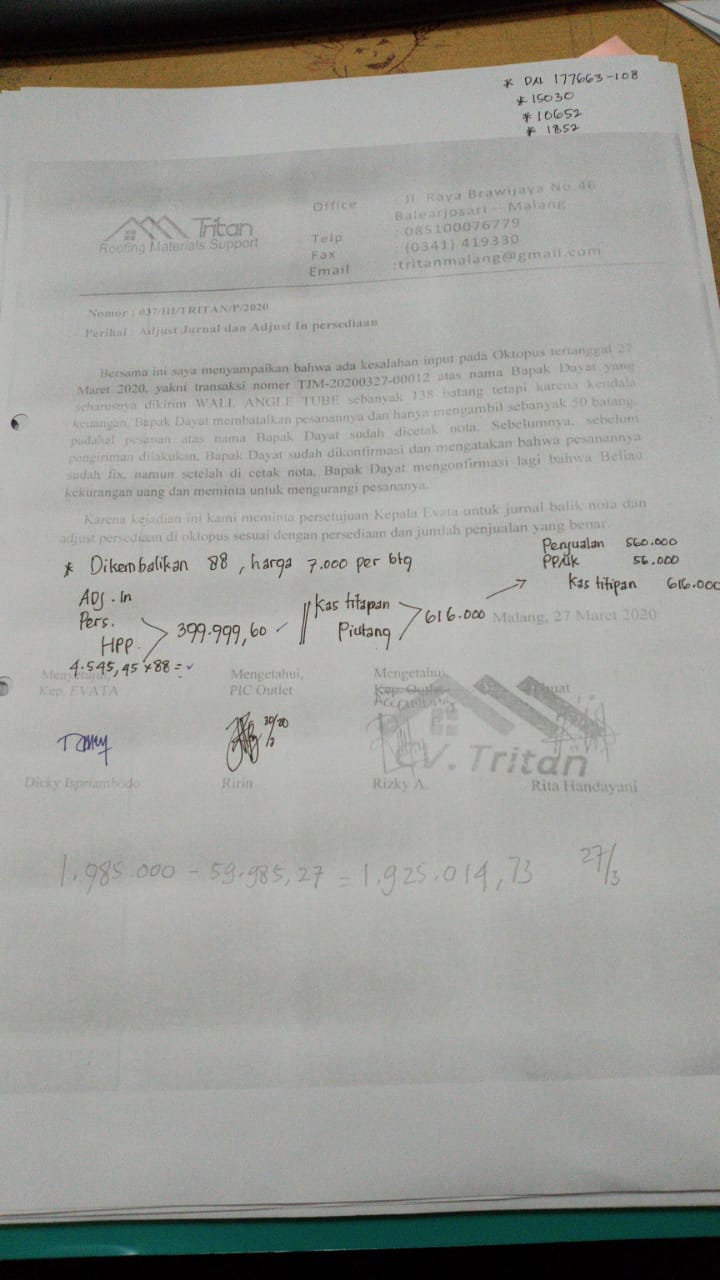 * DM 177663-108
* 15030
* 10652
* 1852
Tritan
Roofing Materials Support
Office : Jl. Raya Brawijaya No.46
Balearjosari - Malang
Telp : 085100076779
Fax : (0341) 419330
Email :tritanmalang@gmail.com
Nomor : 037/III/TRITAN/P/2020
Perihal : Adjust Jurnal dan Adjust In persediaan
Bersama ini saya menyampaikan bahwa ada kesalahan input pada Oktopus tertanggal 27
Maret 2020, yakni transaksi nomer TJM-20200327-00012 atas nama Bapak Dayat yang
seharusnya dikirim WALL ANGLE TUBE sebanyak 138 batang tetapi karena kendala
keuangan, Bapak Dayat membatalkan pesanannya dan hanya mengambil sebanyak 50 batang,
padahal pesanan atas nama Bapak Dayat sudah dicetak nota. Sebelumnya, sebelum
pengiriman dilakukan, Bapak Dayat sudah dikonfirmasi dan mengatakan bahwa pesanannya
sudah fix, namun setelah di cetak nota, Bapak Dayat mengonfirmasi lagi bahwa Beliau
kekurangan uang dan meminta untuk mengurangi pesananya.
Karena kejadian ini kami meminta persetujuan Kepala Evata untuk jurnal balik nota dan
adjust persediaan di oktopus sesuai dengan persediaan dan jumlah penjualan yang benar.
* Dikembalikan 88, harga 7.000 per btg
Penjualan 560.000
PPNK 56.000
Kas titipan 616.000
ADJ. In
Pers.
HPP
399.999,60
Kas titipan
Piutang
616.000
Malang, 27 Maret 2020
4.545,45 x 88 =
Menyetujui, Mengetahui, Mengetahui,
Kep. EVATA PIC Outlet Kep. Outlet
Accounting
30/20
3
CV. Tritan
Dicky Ispriambodo Ririn Rizky A. Rita Handayani
1.985.000 - 59.985,27 = 1.925.014,73 27/3